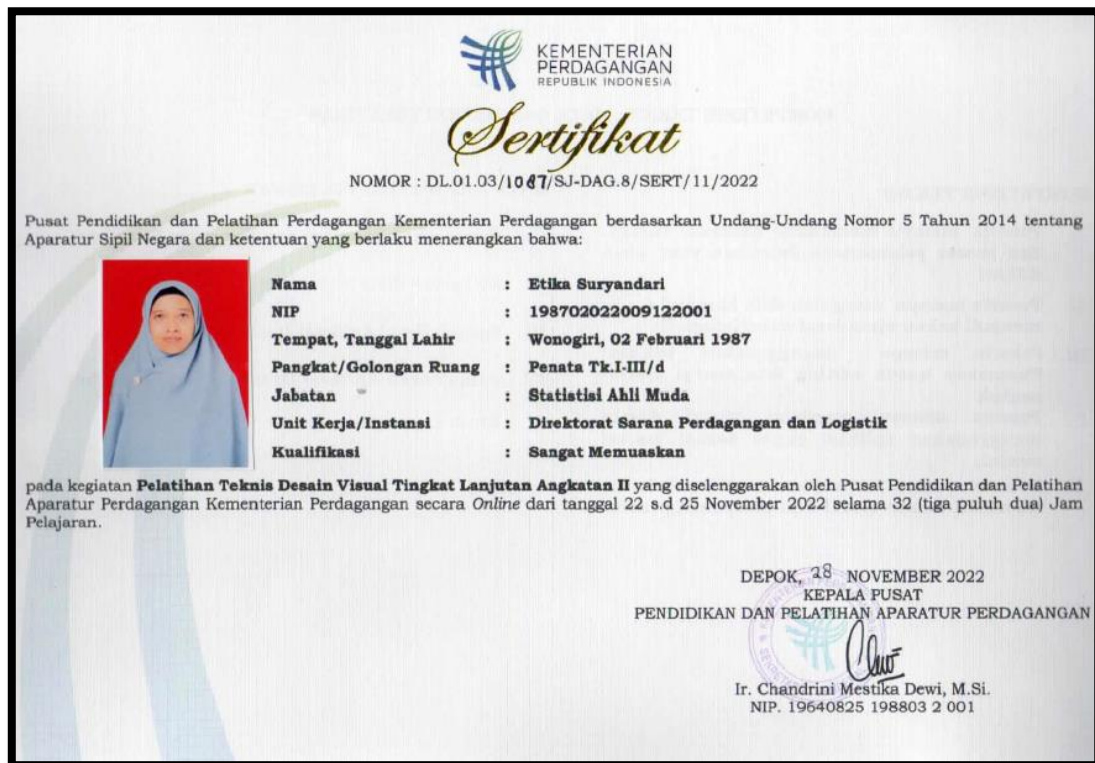 KEMENTERIAN
PERDAGANGAN
REPUBLIK INDONESIA
Sertifikat
NOMOR : DL.01.03/1087/SJ-DAG.8/SERT/11/2022
Pusat Pendidikan dan Pelatihan Perdagangan Kementerian Perdagangan berdasarkan Undang-Undang Nomor 5 Tahun 2014 tentang
Aparatur Sipil Negara dan ketentuan yang berlaku menerangkan bahwa:
Nama : Etika Suryandari
NIP : 198702022009122001
Tempat, Tanggal Lahir : Wonogiri, 02 Februari 1987
Pangkat/Golongan Ruang : Penata Tk.I-III/d
Jabatan : Statistisi Ahli Muda
Unit Kerja/Instansi : Direktorat Sarana Perdagangan dan Logistik
Kualifikasi : Sangat Memuaskan
pada kegiatan Pelatihan Teknis Desain Visual Tingkat Lanjutan Angkatan II yang diselenggarakan oleh Pusat Pendidikan dan Pelatihan
Aparatur Perdagangan Kementerian Perdagangan secara Online dari tanggal 22 s.d 25 November 2022 selama 32 (tiga puluh dua) Jam
Pelajaran.
DEPOK, 28 NOVEMBER 2022
KEPALA PUSAT
PENDIDIKAN DAN PELATIHAN APARATUR PERDAGANGAN
Ir. Chandrini Mestika Dewi, M.Si.
NIP. 19640825 198803 2 001